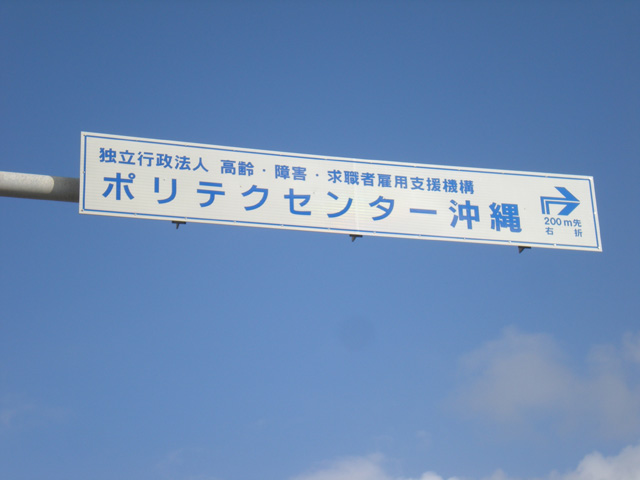 独立行政法人 高齢・障害・求職者雇用支援機構
ポリテクセンター沖縄
200m先
右折